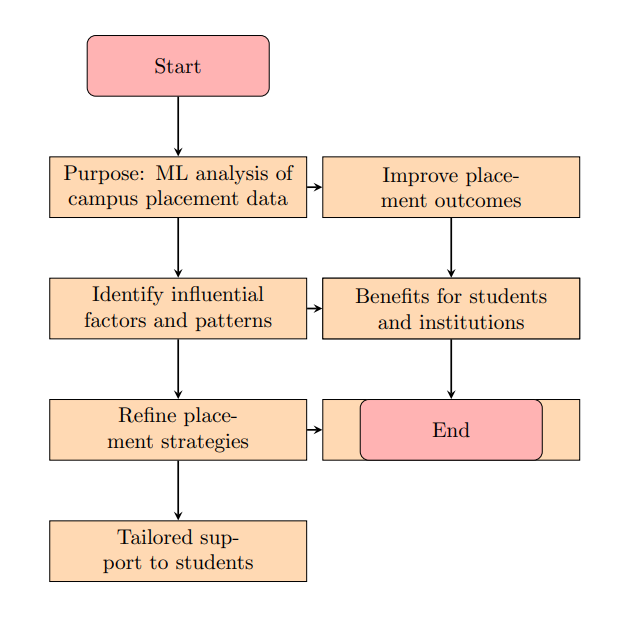 Start
Purpose: ML analysis of
campus placement data
Improve place-
ment outcomes
Identify influential
factors and patterns
Benefits for students
and institutions
Refine place-
ment strategies
End
Tailored sup-
port to students